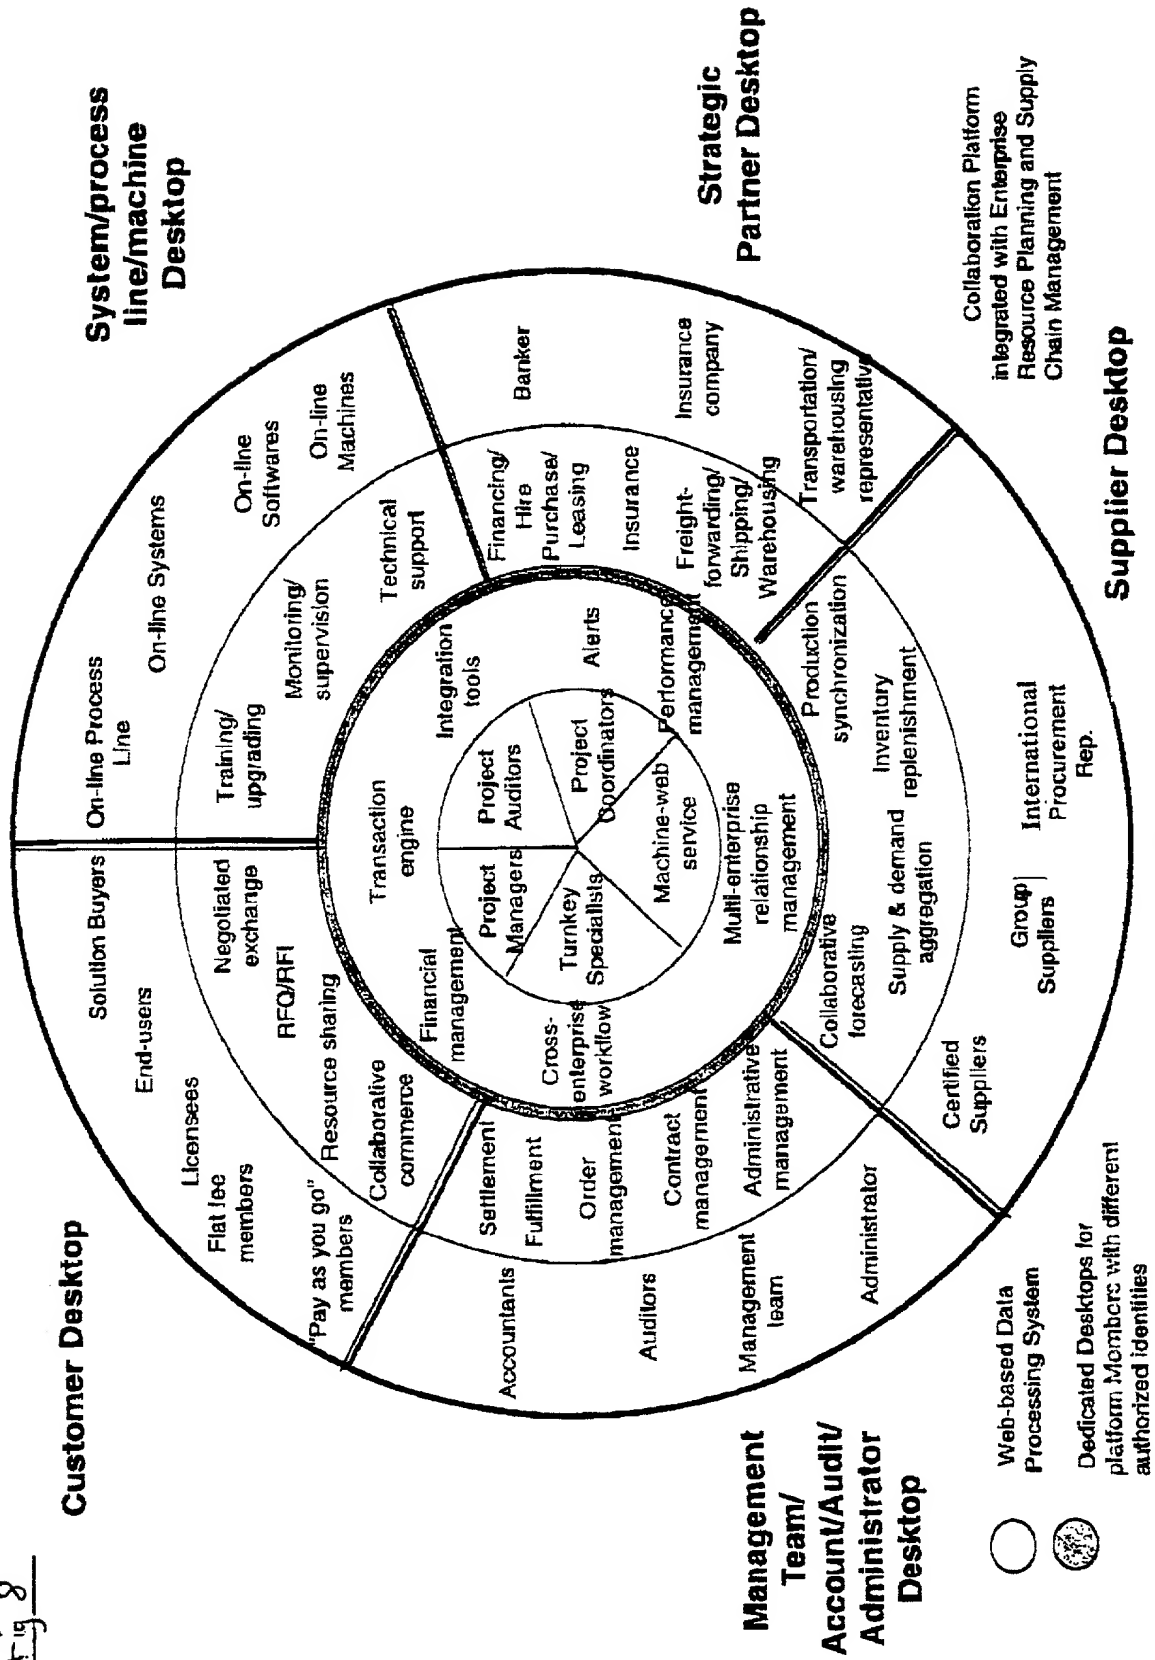 Fig 8
Customer Desktop
System/process
line/machine
Desktop
Strategic
Partner Desktop
Collaboration Platform
integrated with Enterprise
Resource Planning and Supply
Chain Management
Supplier Desktop
Management
Team/
Account/Audit/
Administrator
Desktop
Solution Buyers
End-users
Licensees
Flat fee
members
"Pay as you go"
members
On-line Process
Line
On-line Systems
On-line
Softwares
On-line
Machines
Banker
Insurance
company
Transportation/
warehousing
representative
International
Procurement
Rep.
Group
Suppliers
Certified
Suppliers
Administrator
Management
team
Auditors
Accountants
Negotiated
exchange
RFQ/RFI
Resource sharing
Collaborative
commerce
Training/
upgrading
Monitoring/
supervision
Technical
support
Financing/
Hire
Purchase/
Leasing
Insurance
Freight-
forwarding/
Shipping/
Warehousing
Production
synchronization
Inventory
replenishment
Supply & demand
aggregation
Collaborative
forecasting
Administrative
management
Contract
management
Order
management
Fulfillment
Settlement
Transaction
engine
Integration
tools
Alerts
Performance
management
Multi-enterprise
relationship
management
Cross-
enterprise
workflow
Financial
management
Project
Managers
Project
Auditors
Project
Coordinators
Machine-web
service
Turnkey
Specialists
Web-based Data
Processing System
Dedicated Desktops for
platform Members with different
authorized identities